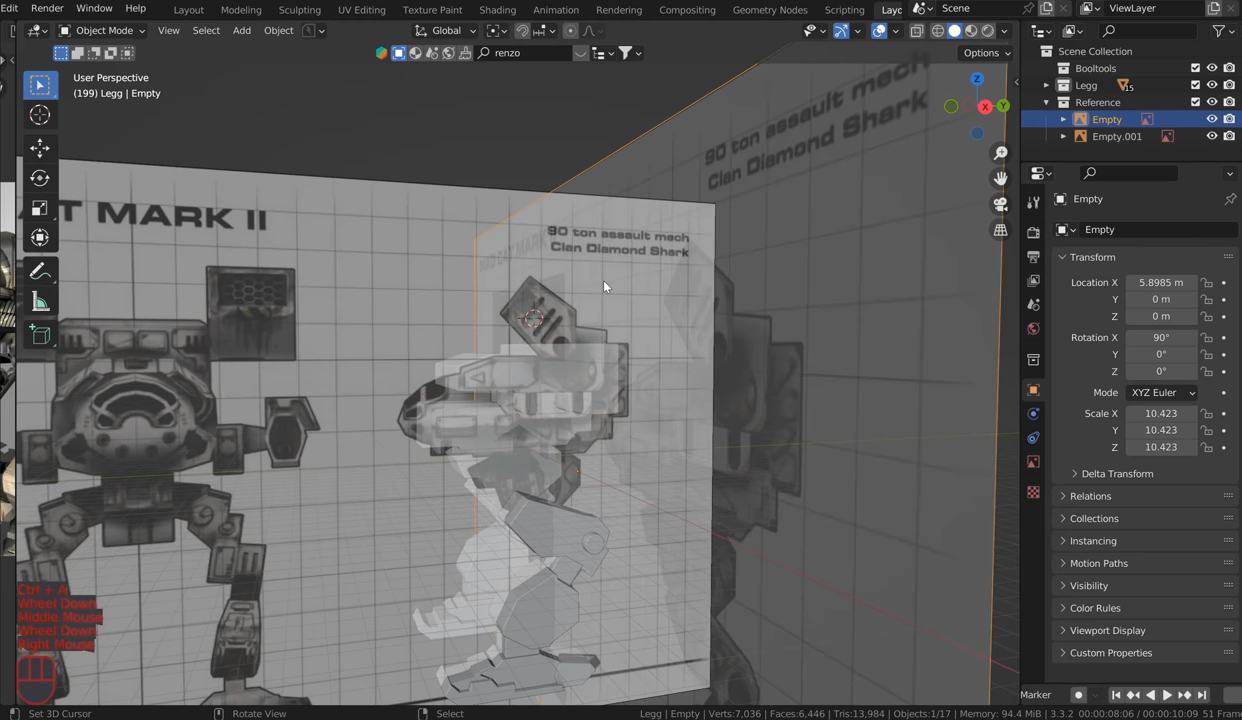 Edit Render Window Help Layout Modeling Sculpting UV Editing Texture Paint Shading Animation Rendering Compositing Geometry Nodes Scripting Layo Scene ViewLayer
Object Mode View Select Add Object Global
renzo Options
User Perspective
(199) Legg | Empty
Z
X
Y
AT MARK II
90 ton assault mech
Clan Diamond Shark
90 ton assault mech
Clan Diamond Shark
Ctrl + A
Wheel Down
Middle Mouse
Wheel Down
Right Mouse
Scene Collection
Booltools
Legg 15
Reference
Empty
Empty.001
Empty
Empty
Transform
Location X 5.8985 m
Y 0 m
Z 0 m
Rotation X 90°
Y 0°
Z 0°
Mode XYZ Euler
Scale X 10.423
Y 10.423
Z 10.423
Delta Transform
Relations
Collections
Instancing
Motion Paths
Visibility
Color Rules
Viewport Display
Custom Properties
Marker
Set 3D Cursor Rotate View Select Legg | Empty | Verts:7,036 | Faces:6,446 | Tris:13,984 | Objects:1/17 | Memory: 94.4 MiB | 3.3.2 00:00:08:06 / 00:00:10:09 51 Fram